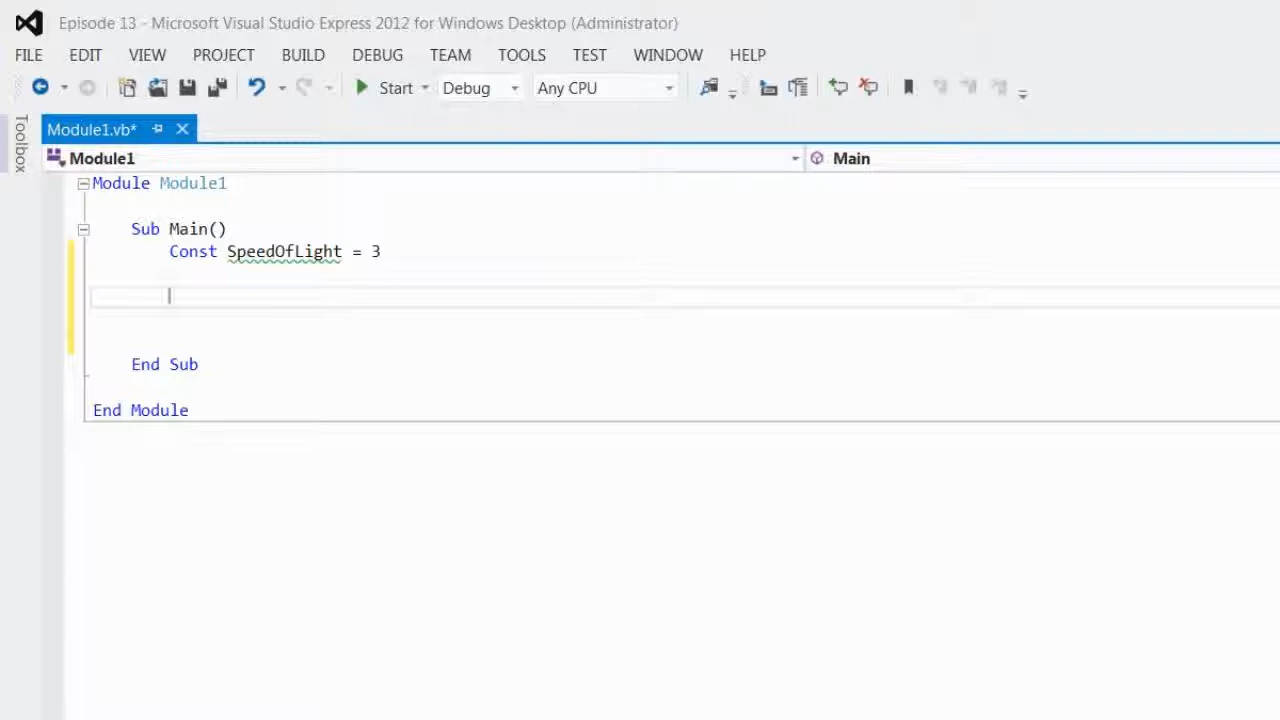 Episode 13 - Microsoft Visual Studio Express 2012 for Windows Desktop (Administrator)
FILE EDIT VIEW PROJECT BUILD DEBUG TEAM TOOLS TEST WINDOW HELP
Start Debug Any CPU
Toolbox
Module1.vb*
Module1 Main
Module Module1
Sub Main()
Const SpeedOfLight = 3
End Sub
End Module